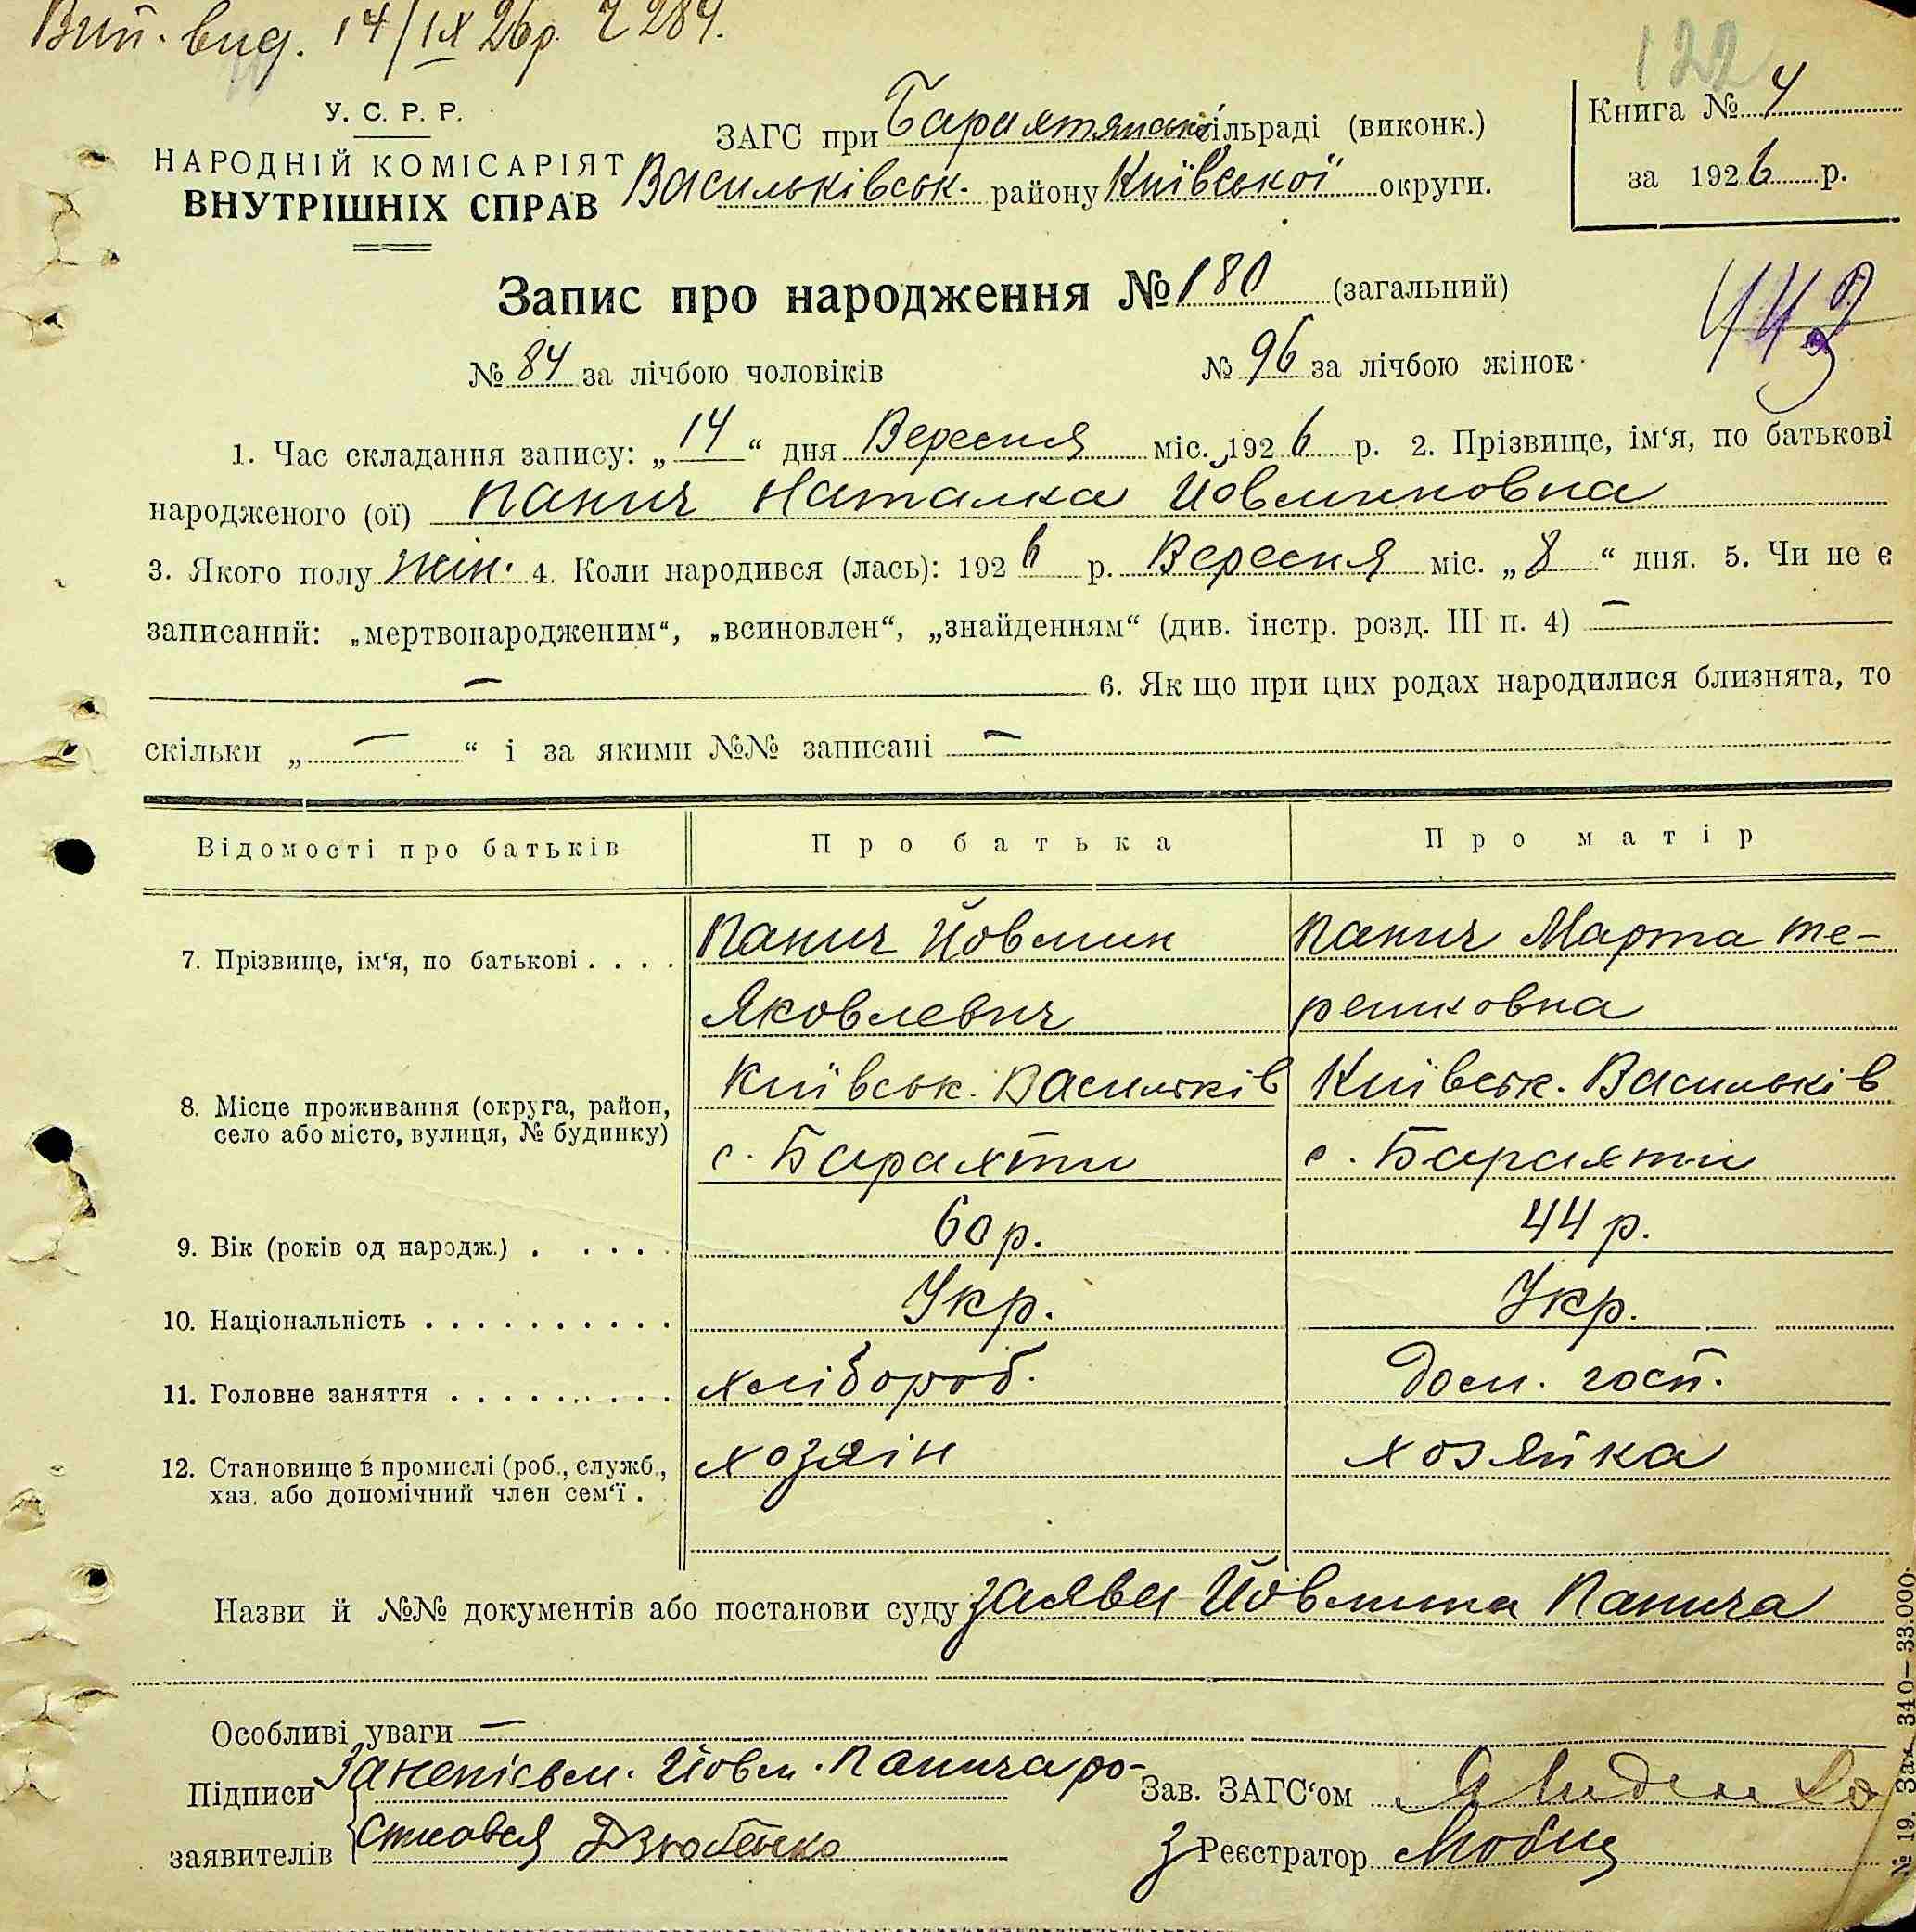 Вип. вид. 14/IX 26р. 284.
122
У. С. Р. Р.
НАРОДНІЙ КОМІСАРІЯТ
ВНУТРІШНІХ СПРАВ
ЗАГС при Барахтянській сільраді (виконк.)
Васильківськ. району Київської округи.
Книга № 4
за 1926 р.
Запис про народження № 180 (загальний)
442
№ 84 за лічбою чоловіків № 96 за лічбою жінок
1. Час складання запису: „14“ дня Вересня міс. 1926 р. 2. Прізвище, ім‘я, по батькові
народженого (ої) Панич Наталка Йовминовна
3. Якого полу жін. 4. Коли народився (лась): 1926 р. Вересня міс. „8“ дня. 5. Чи не є
записаний: „мертвонародженим“, „всиновлен“, „знайденням“ (див. інстр. розд. III п. 4) —
— 6. Як що при цих родах народилися близнята, то
скільки „—“ і за якими №№ записані —
Відомості про батьків Про батька Про матір
7. Прізвище, ім‘я, по батькові . . . . Панич Йовмин Панич Марта Те-
Яковлевич решковна
8. Місце проживання (округа, район, Київськ. Васильків Київськ. Васильків
село або місто, вулиця, № будинку) с. Барахти с. Барахти
9. Вік (років од народж.) . . . . . 60 р. 44 р.
10. Національність . . . . . . . . . . Укр. Укр.
11. Головне заняття . . . . . . . . . хлібороб. Дом. госп.
12. Становище в промислі (роб., служб., хозяін хозяйка
хаз. або допомічний член сем‘ї .
Назви й №№ документів або постанови суду заява Йовмина Панича
Особливі уваги —
Підписи За неписьм. Йовм. Панича ро-
заявителів списовся Дзюбенко
Зав. ЗАГС‘ом
Реєстратор
№ 19. Зак. 340—33.000.